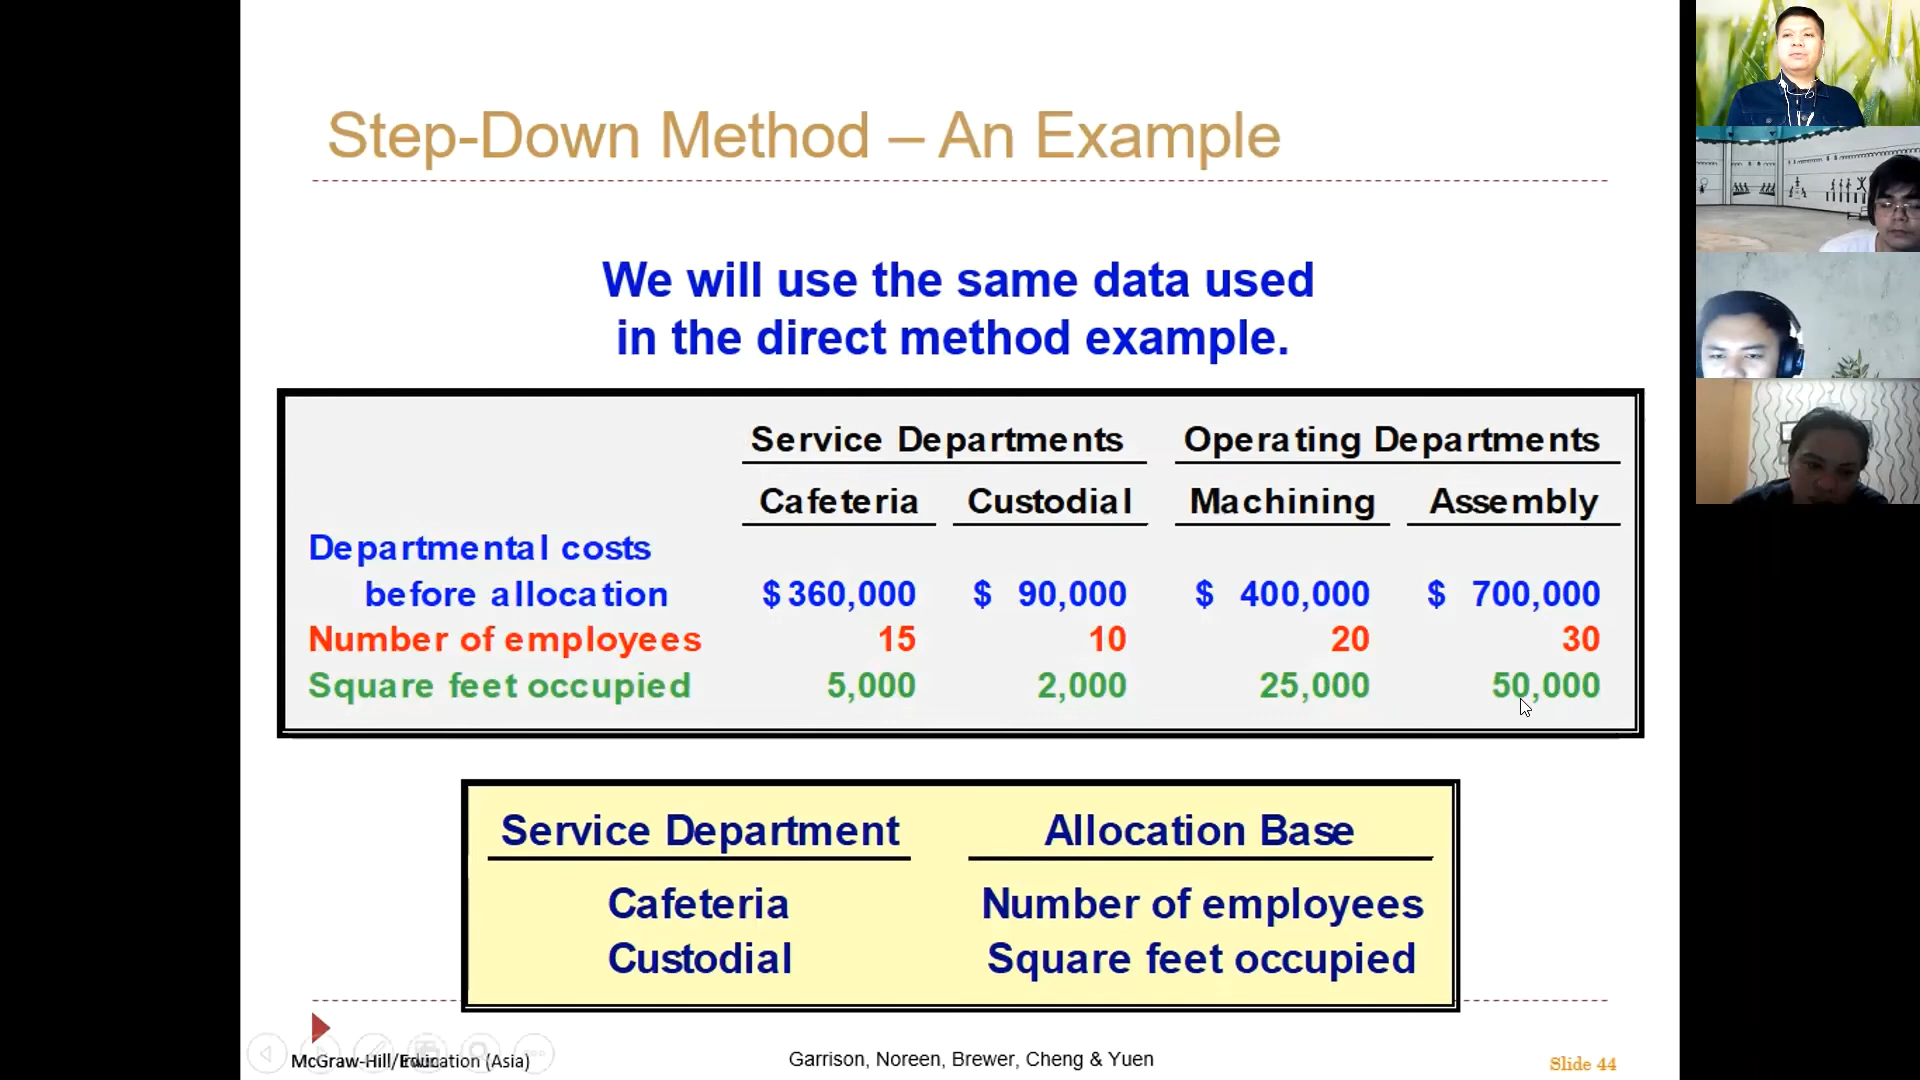 Step-Down Method – An Example
We will use the same data used
in the direct method example.
Service Departments Operating Departments
Cafeteria Custodial Machining Assembly
Departmental costs
before allocation $ 360,000 $ 90,000 $ 400,000 $ 700,000
Number of employees 15 10 20 30
Square feet occupied 5,000 2,000 25,000 50,000
Service Department Allocation Base
Cafeteria Number of employees
Custodial Square feet occupied
McGraw-Hill/ (Asia) Garrison, Noreen, Brewer, Cheng & Yuen Slide 44